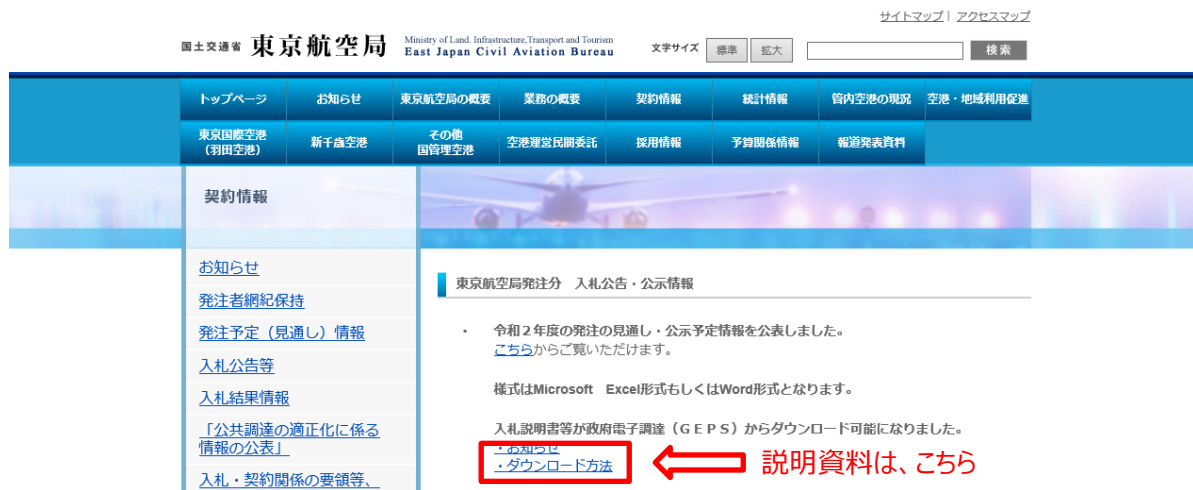 サイトマップ | アクセスマップ
国土交通省 東京航空局 Ministry of Land. Infrastructure,Transport and Tourism
East Japan Civil Aviation Bureau
文字サイズ 標準 拡大 検索
トップページ お知らせ 東京航空局の概要 業務の概要 契約情報 統計情報 管内空港の現況 空港・地域利用促進
東京国際空港
(羽田空港)
新千歳空港
その他
国管理空港
空港運営民間委託 採用情報 予算関係情報 報道発表資料
契約情報
お知らせ
発注者綱紀保持
発注予定(見通し)情報
入札公告等
入札結果情報
「公共調達の適正化に係る
情報の公表」
入札・契約関係の要領等、
東京航空局発注分 入札公告・公示情報
・ 令和2年度の発注の見通し・公示予定情報を公表しました。
こちらからご覧いただけます。
様式はMicrosoft Excel形式もしくはWord形式となります。
入札説明書等が政府電子調達(GEPS)からダウンロード可能になりました。
・お知らせ
・ダウンロード方法
説明資料は、こちら